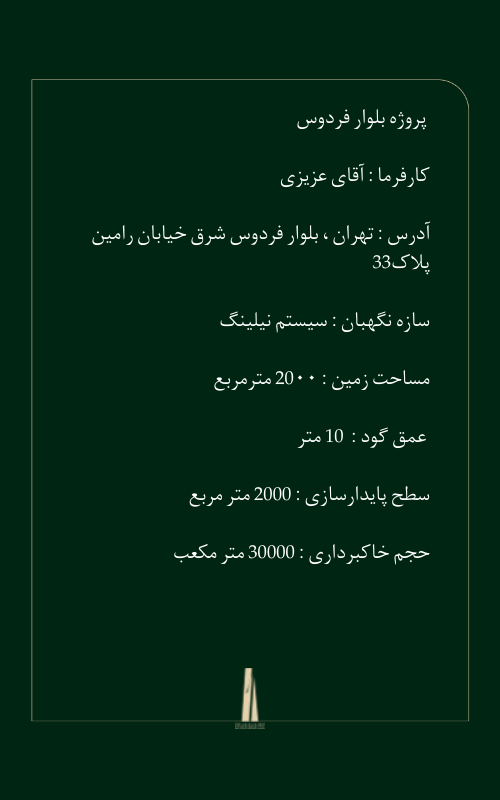 پروژه بلوار فردوس
کارفرما : آقای عزیزی
آدرس : تهران ، بلوار فردوس شرق خیابان رامین
پلاک33
سازه نگهبان : سیستم نیلینگ
مساحت زمین : 20۰۰ مترمربع
عمق گود : 10 متر
سطح پایدارسازی : 2000 متر مربع
حجم خاکبرداری : 30000 متر مکعب